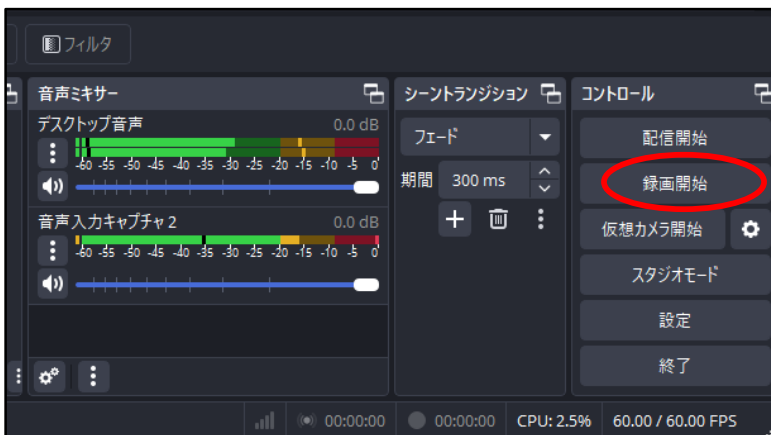 フィルタ
音声ミキサー
デスクトップ音声 0.0 dB
-60 -55 -50 -45 -40 -35 -30 -25 -20 -15 -10 -5 0
音声入力キャプチャ 2 0.0 dB
-60 -55 -50 -45 -40 -35 -30 -25 -20 -15 -10 -5 0
シーントランジション
フェード
期間 300 ms
コントロール
配信開始
録画開始
仮想カメラ開始
スタジオモード
設定
終了
00:00:00 00:00:00 CPU: 2.5% 60.00 / 60.00 FPS